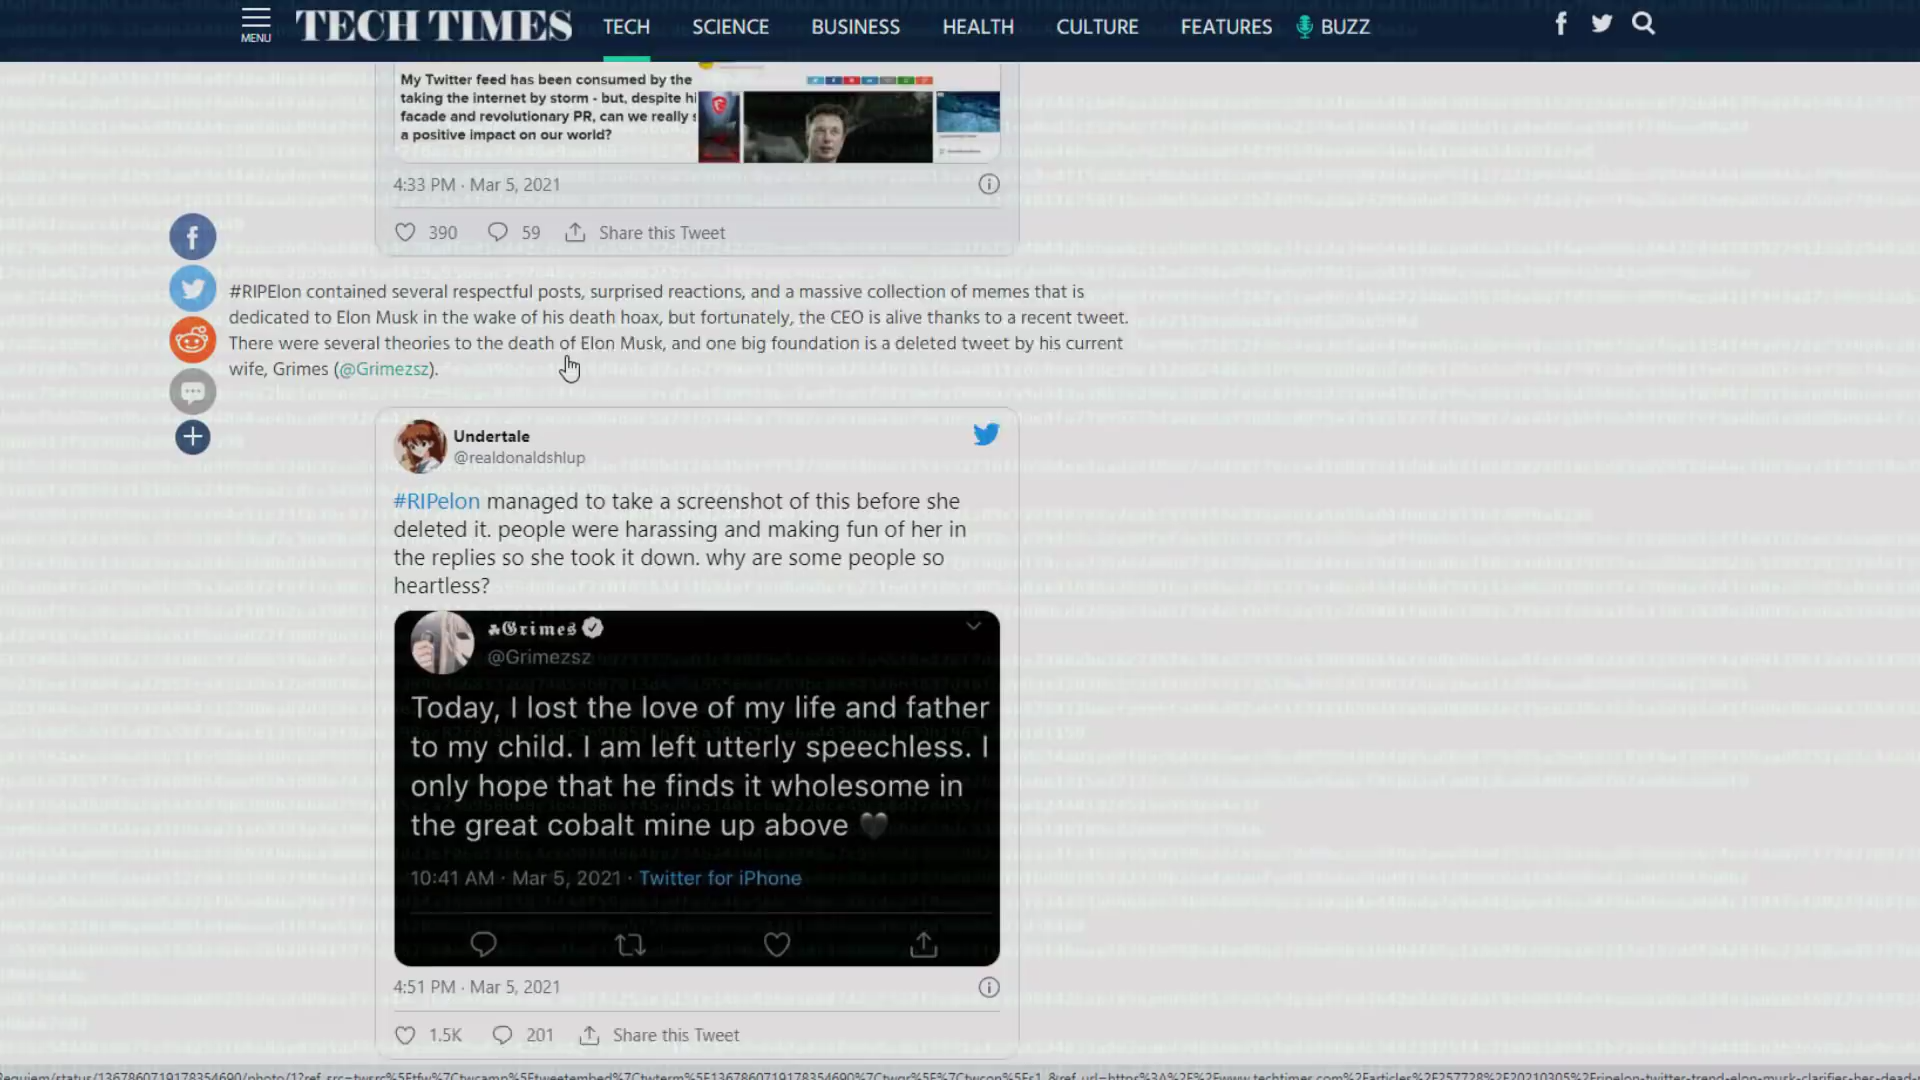 MENU
TECH TIMES
TECH
SCIENCE
BUSINESS
HEALTH
CULTURE
FEATURES
BUZZ
My Twitter feed has been consumed by the
taking the internet by storm - but, despite hi
facade and revolutionary PR, can we really s
a positive impact on our world?
4:33 PM · Mar 5, 2021
390
59
Share this Tweet
#RIPElon contained several respectful posts, surprised reactions, and a massive collection of memes that is
dedicated to Elon Musk in the wake of his death hoax, but fortunately, the CEO is alive thanks to a recent tweet.
There were several theories to the death of Elon Musk, and one big foundation is a deleted tweet by his current
wife, Grimes (@Grimezsz).
Undertale
@realdonaldshlup
#RIPelon managed to take a screenshot of this before she
deleted it. people were harassing and making fun of her in
the replies so she took it down. why are some people so
heartless?
Grimes
@Grimezsz
Today, I lost the love of my life and father
to my child. I am left utterly speechless. I
only hope that he finds it wholesome in
the great cobalt mine up above
10:41 AM · Mar 5, 2021 · Twitter for iPhone
4:51 PM · Mar 5, 2021
1.5K
201
Share this Tweet